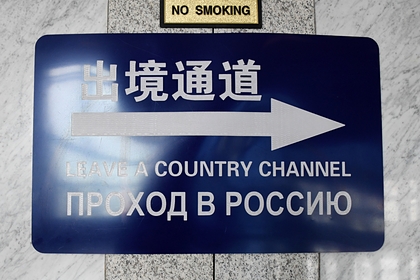 NO SMOKING
出境通道
LEAVE A COUNTRY CHANNEL
ПРОХОД В РОССИЮ